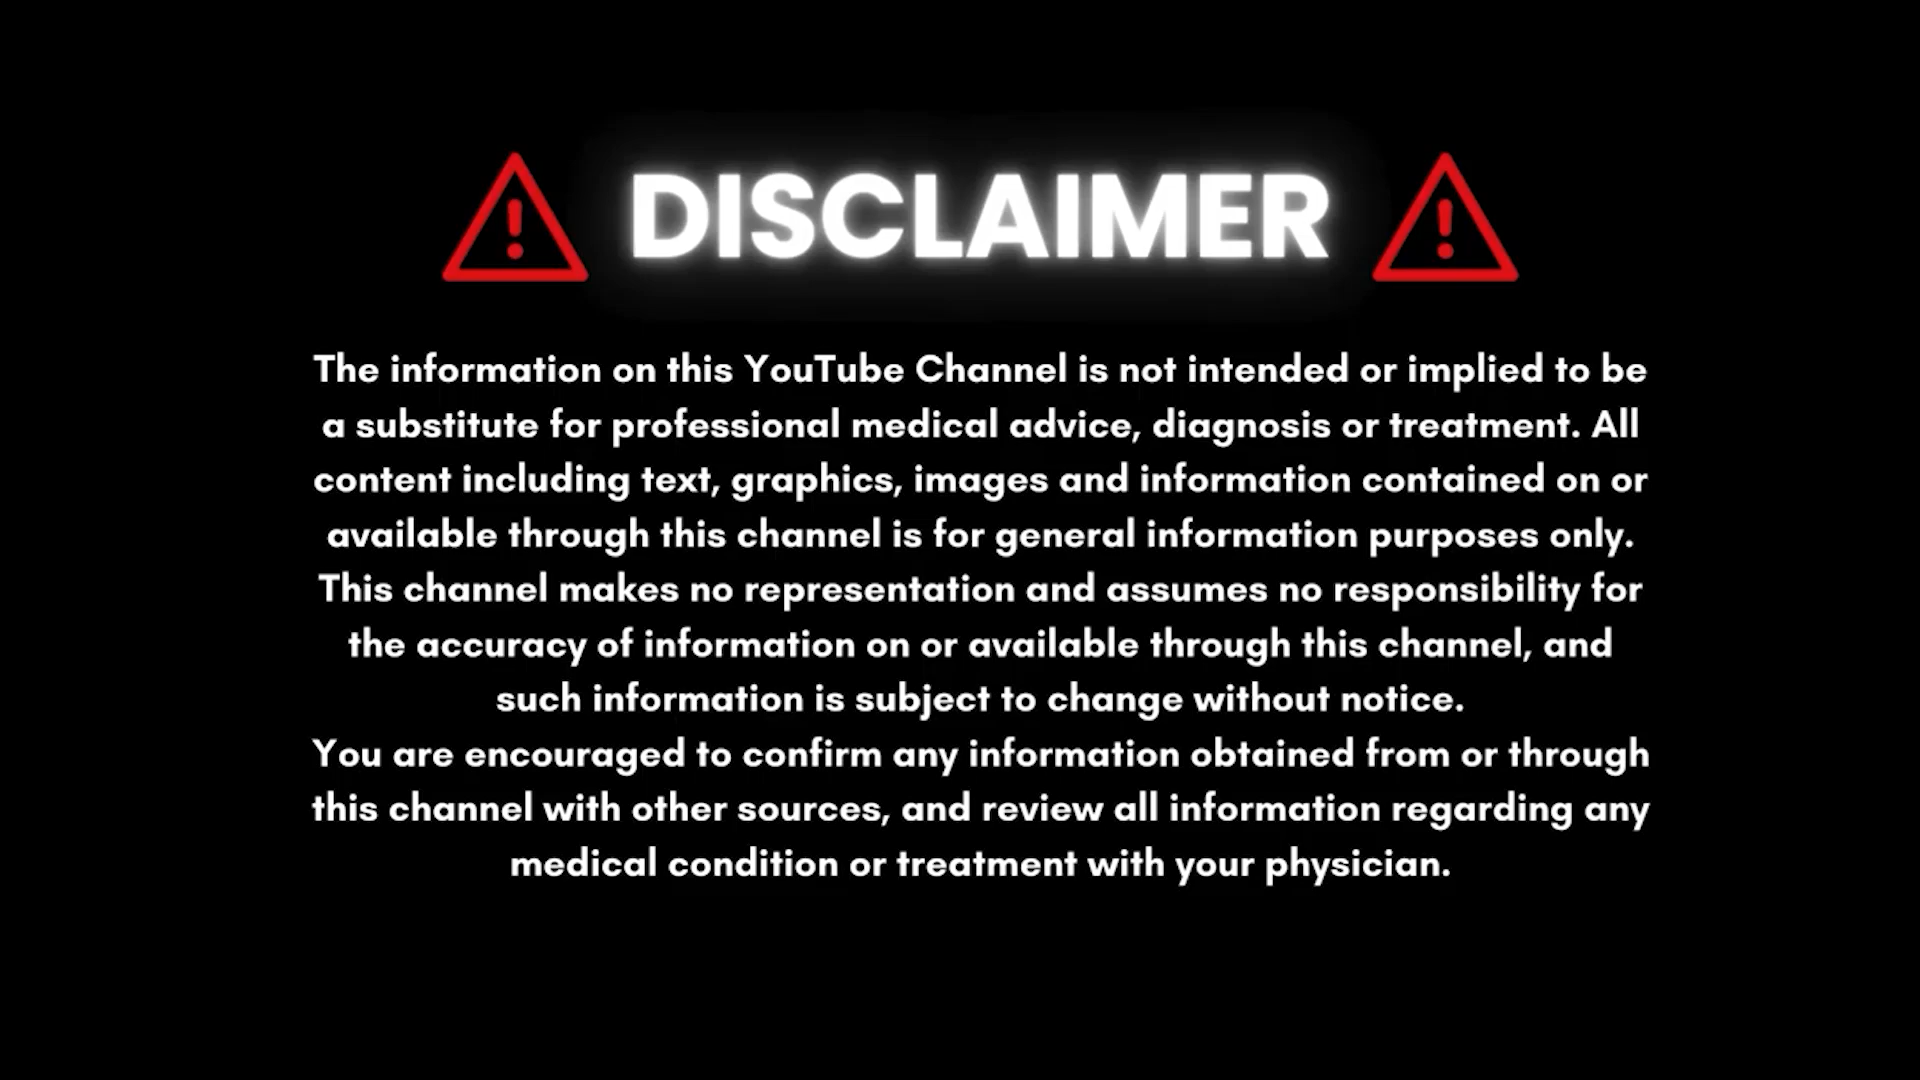 DISCLAIMER
The information on this YouTube Channel is not intended or implied to be
a substitute for professional medical advice, diagnosis or treatment. All
content including text, graphics, images and information contained on or
available through this channel is for general information purposes only.
This channel makes no representation and assumes no responsibility for
the accuracy of information on or available through this channel, and
such information is subject to change without notice.
You are encouraged to confirm any information obtained from or through
this channel with other sources, and review all information regarding any
medical condition or treatment with your physician.